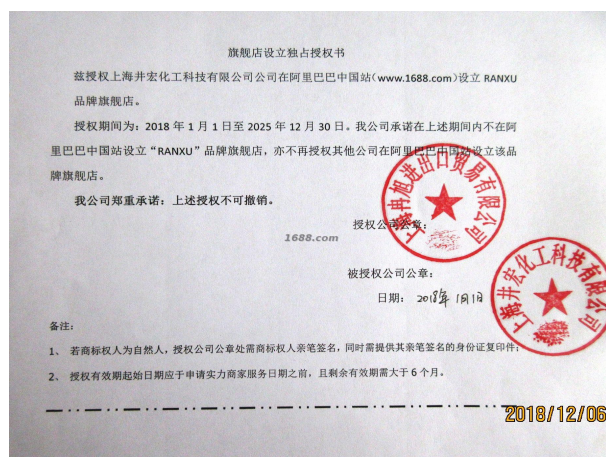 旗舰店设立独占授权书
兹授权上海井宏化工科技有限公司公司在阿里巴巴中国站（www.1688.com）设立 RANXU
品牌旗舰店。
授权期间为：2018 年 1 月 1 日至 2025 年 12 月 30 日。我公司承诺在上述期间内不在阿
里巴巴中国站设立“RANXU”品牌旗舰店，亦不再授权其他公司在阿里巴巴中国站设立该品
牌旗舰店。
我公司郑重承诺：上述授权不可撤销。
授权公司公章：
上海冉旭进出口贸易有限公司
1688.com
被授权公司公章：
上海井宏化工科技有限公司
日期： 2018年1月1日
备注：
1、 若商标权人为自然人，授权公司公章处需商标权人亲笔签名，同时需提供其亲笔签名的身份证复印件；
2、 授权有效期起始日期应于申请实力商家服务日期之前，且剩余有效期需大于 6 个月。
2018/12/06